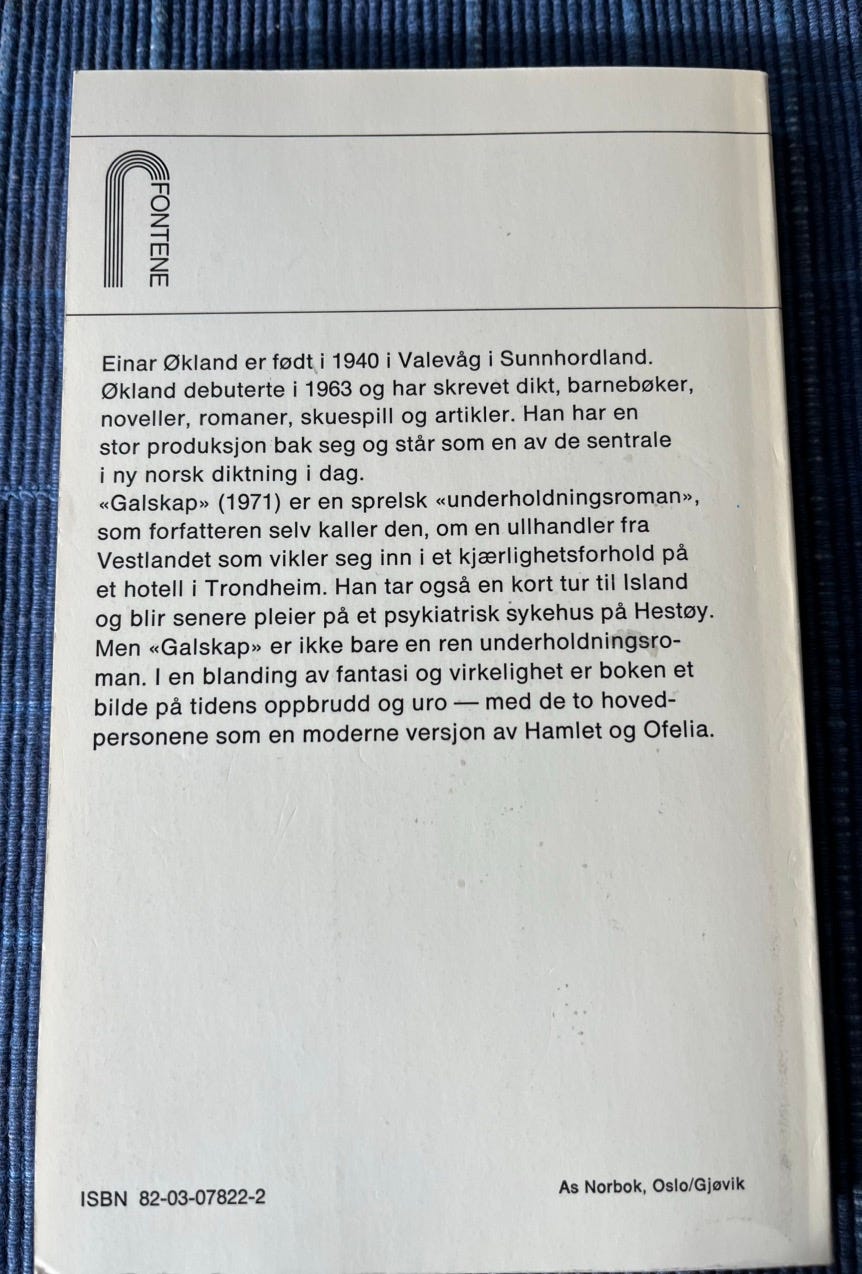 FONTENE
Einar Økland er født i 1940 i Valevåg i Sunnhordland.
Økland debuterte i 1963 og har skrevet dikt, barnebøker,
noveller, romaner, skuespill og artikler. Han har en
stor produksjon bak seg og står som en av de sentrale
i ny norsk diktning i dag.
«Galskap» (1971) er en sprelsk «underholdningsroman»,
som forfatteren selv kaller den, om en ullhandler fra
Vestlandet som vikler seg inn i et kjærlighetsforhold på
et hotell i Trondheim. Han tar også en kort tur til Island
og blir senere pleier på et psykiatrisk sykehus på Hestøy.
Men «Galskap» er ikke bare en ren underholdningsro-
man. I en blanding av fantasi og virkelighet er boken et
bilde på tidens oppbrudd og uro — med de to hoved-
personene som en moderne versjon av Hamlet og Ofelia.
ISBN 82-03-07822-2
As Norbok, Oslo/Gjøvik